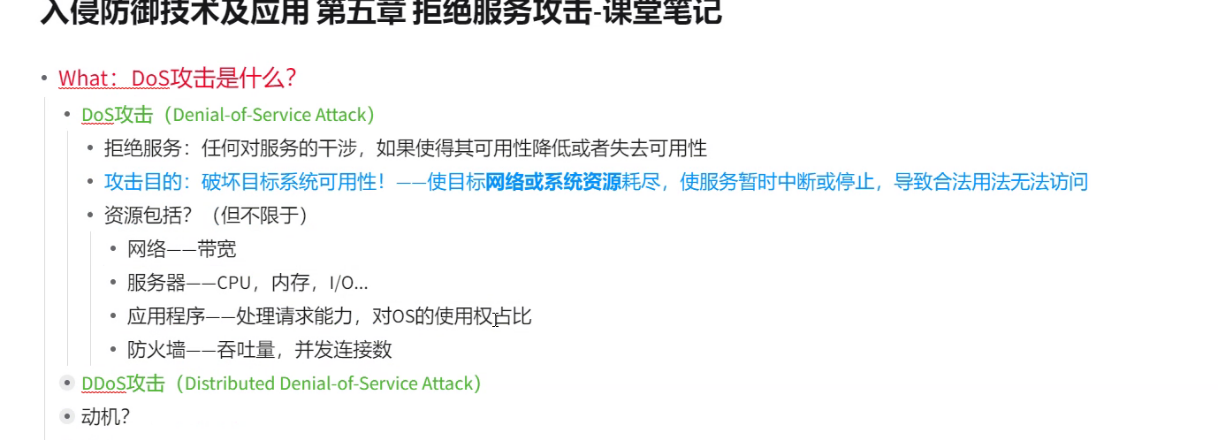 入侵防御技术及应用 第五章 拒绝服务攻击-课堂笔记
What：DoS攻击是什么？
DoS攻击（Denial-of-Service Attack）
拒绝服务：任何对服务的干涉，如果使得其可用性降低或者失去可用性
攻击目的：破坏目标系统可用性！——使目标网络或系统资源耗尽，使服务暂时中断或停止，导致合法用法无法访问
资源包括？（但不限于）
网络——带宽
服务器——CPU，内存，I/O...
应用程序——处理请求能力，对OS的使用权占比
防火墙——吞吐量，并发连接数
DDoS攻击（Distributed Denial-of-Service Attack）
动机？